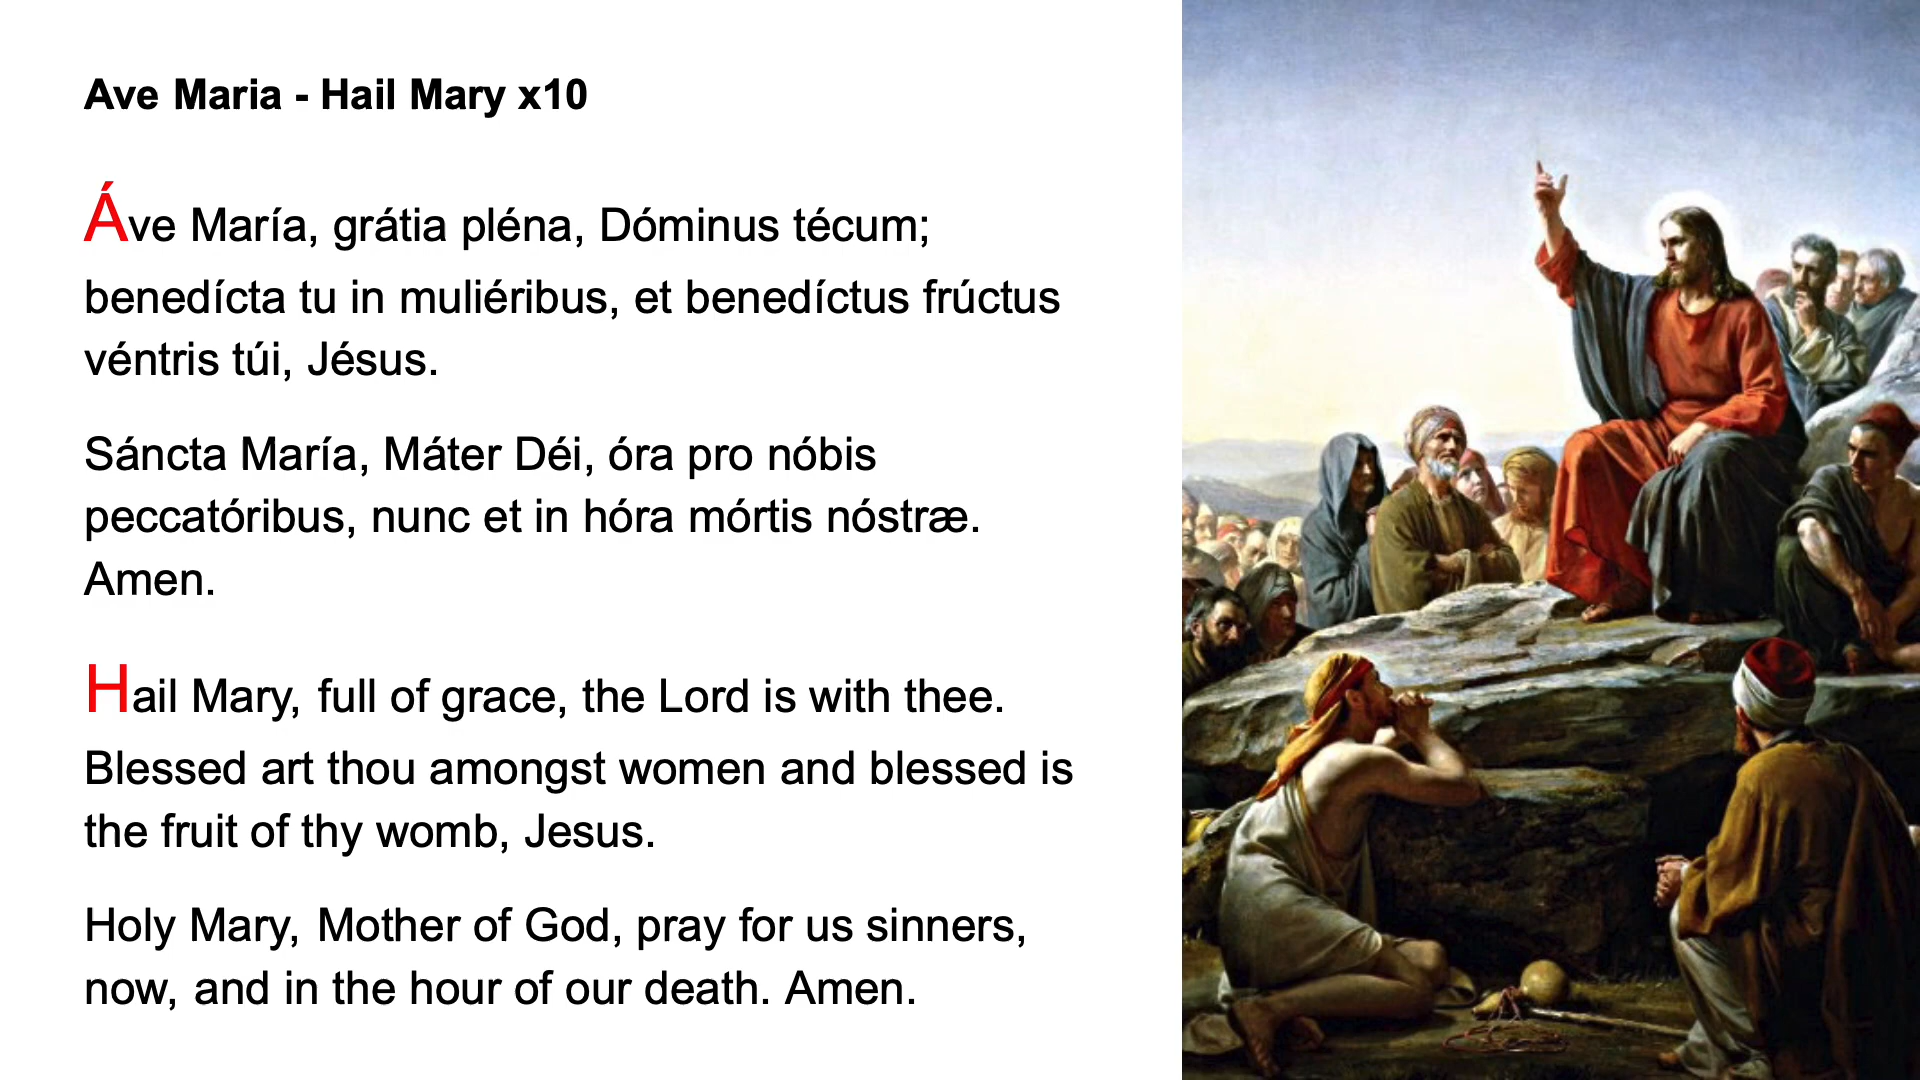 Ave Maria - Hail Mary x10
Áve María, grátia pléna, Dóminus técum;
benedícta tu in muliéribus, et benedíctus frúctus
véntris túi, Jésus.
Sáncta María, Máter Déi, óra pro nóbis
peccatóribus, nunc et in hóra mórtis nóstræ.
Amen.
Hail Mary, full of grace, the Lord is with thee.
Blessed art thou amongst women and blessed is
the fruit of thy womb, Jesus.
Holy Mary, Mother of God, pray for us sinners,
now, and in the hour of our death. Amen.